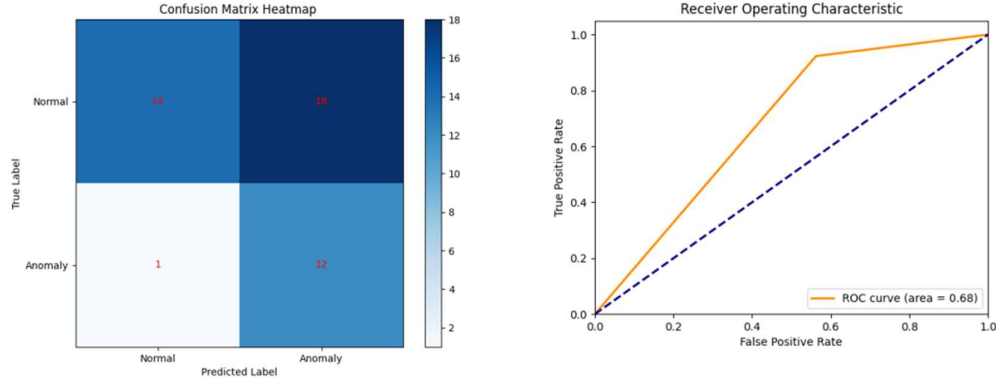 Confusion Matrix Heatmap
Normal
Anomaly
True Label
14
18
1
12
Normal
Anomaly
Predicted Label
18
16
14
12
10
8
6
4
2
Receiver Operating Characteristic
1.0
0.8
0.6
0.4
0.2
0.0
True Positive Rate
ROC curve (area = 0.68)
0.0
0.2
0.4
0.6
0.8
1.0
False Positive Rate